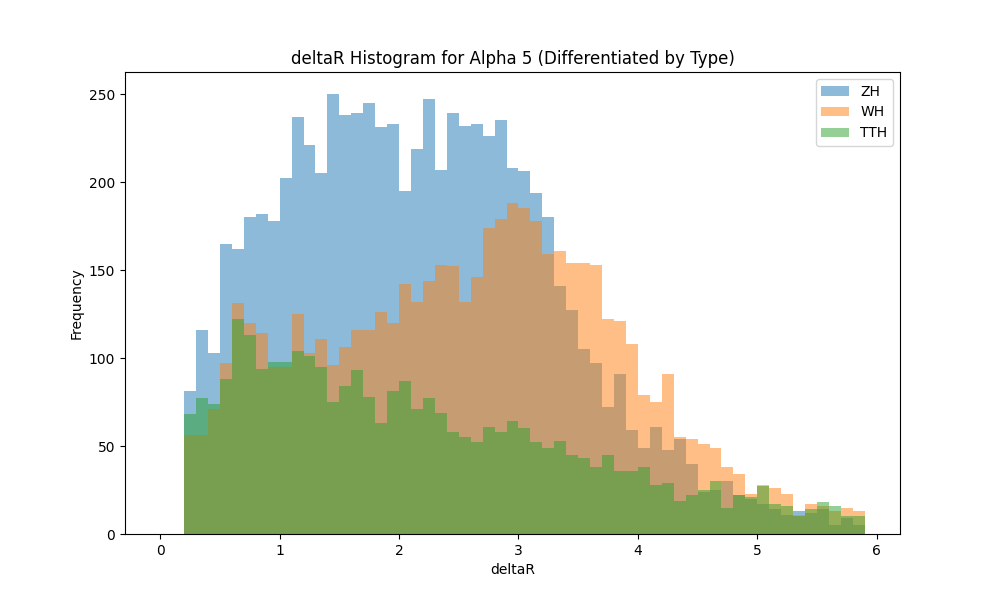 deltaR Histogram for Alpha 5 (Differentiated by Type)
ZH
WH
TTH
Frequency
250
200
150
100
50
0
0 1 2 3 4 5 6
deltaR